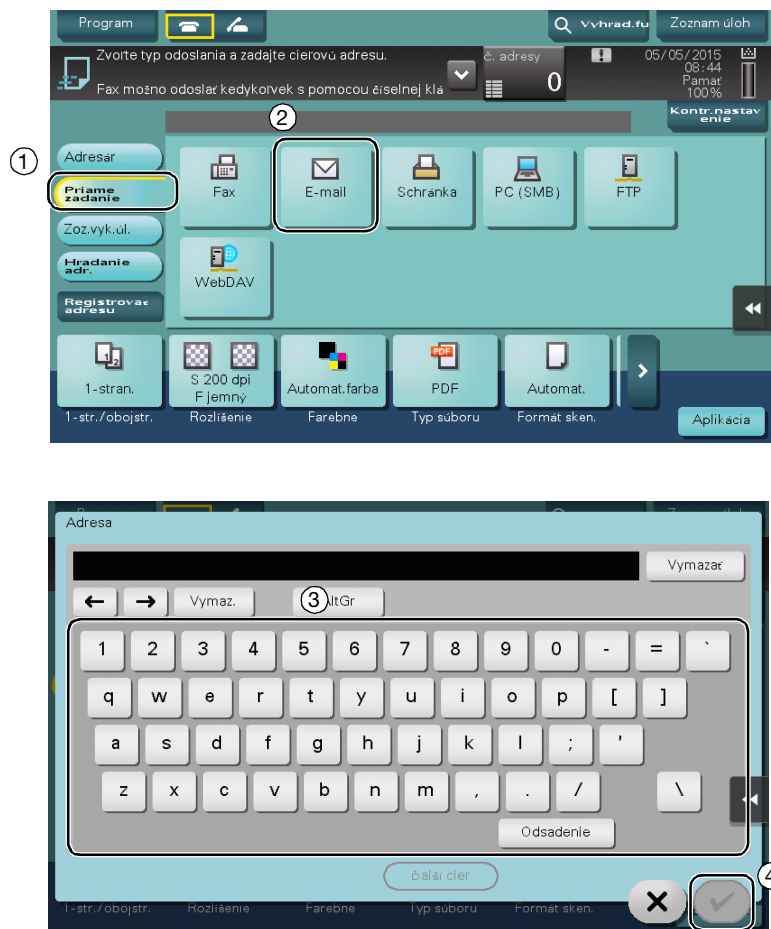 Program
Vyhrad.fu
Zoznam úloh
Zvoľte typ odoslania a zadajte cieľovú adresu.
č. adresy
0
05/05/2015
08:44
Pamäť
100%
Fax možno odoslať kedykoľvek s pomocou číselnej klá
Kontr.nastav
enie
2
1
Adresár
Priame
zadanie
Zoz.vyk.úl.
Hľadanie
adr.
Registrovať
adresu
Fax
E-mail
Schránka
PC (SMB)
FTP
WebDAV
1-stran.
S 200 dpi
F jemný
Automat.farba
PDF
PDF
Automat.
1-str./obojstr.
Rozlíšenie
Farebne
Typ súboru
Formát sken.
Aplikácia
Adresa
Vymazať
← → Vymaz. 3 ltGr
1 2 3 4 5 6 7 8 9 0 - = `
q w e r t y u i o p [ ]
a s d f g h j k l ; '
z x c v b n m , . / \
Odsadenie
Ďalší cieľ
4
1-str./obojstr.
Rozlíšenie
Farebne
Typ súboru
Formát sken.